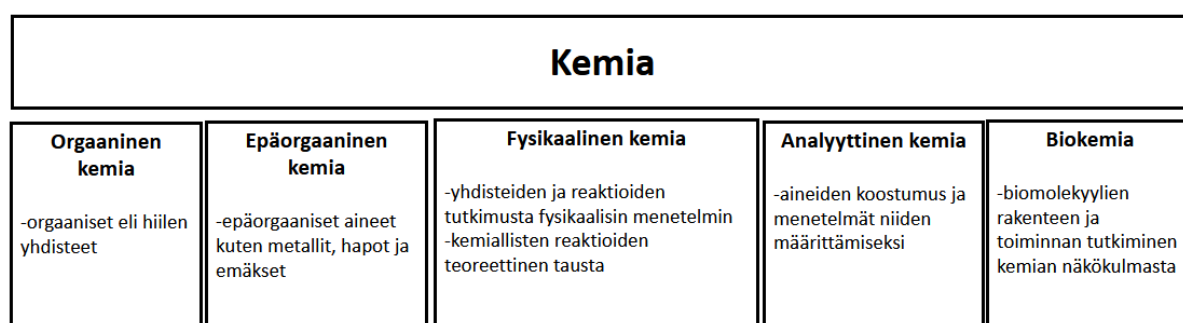 Kemia
Orgaaninen
kemia
-orgaaniset eli hiilen
yhdisteet
Epäorgaaninen
kemia
-epäorgaaniset aineet
kuten metallit, hapot ja
emäkset
Fysikaalinen kemia
-yhdisteiden ja reaktioiden
tutkimusta fysikaalisin menetelmin
-kemiallisten reaktioiden
teoreettinen tausta
Analyyttinen kemia
-aineiden koostumus ja
menetelmät niiden
määrittämiseksi
Biokemia
-biomolekyylien
rakenteen ja
toiminnan tutkiminen
kemian näkökulmasta